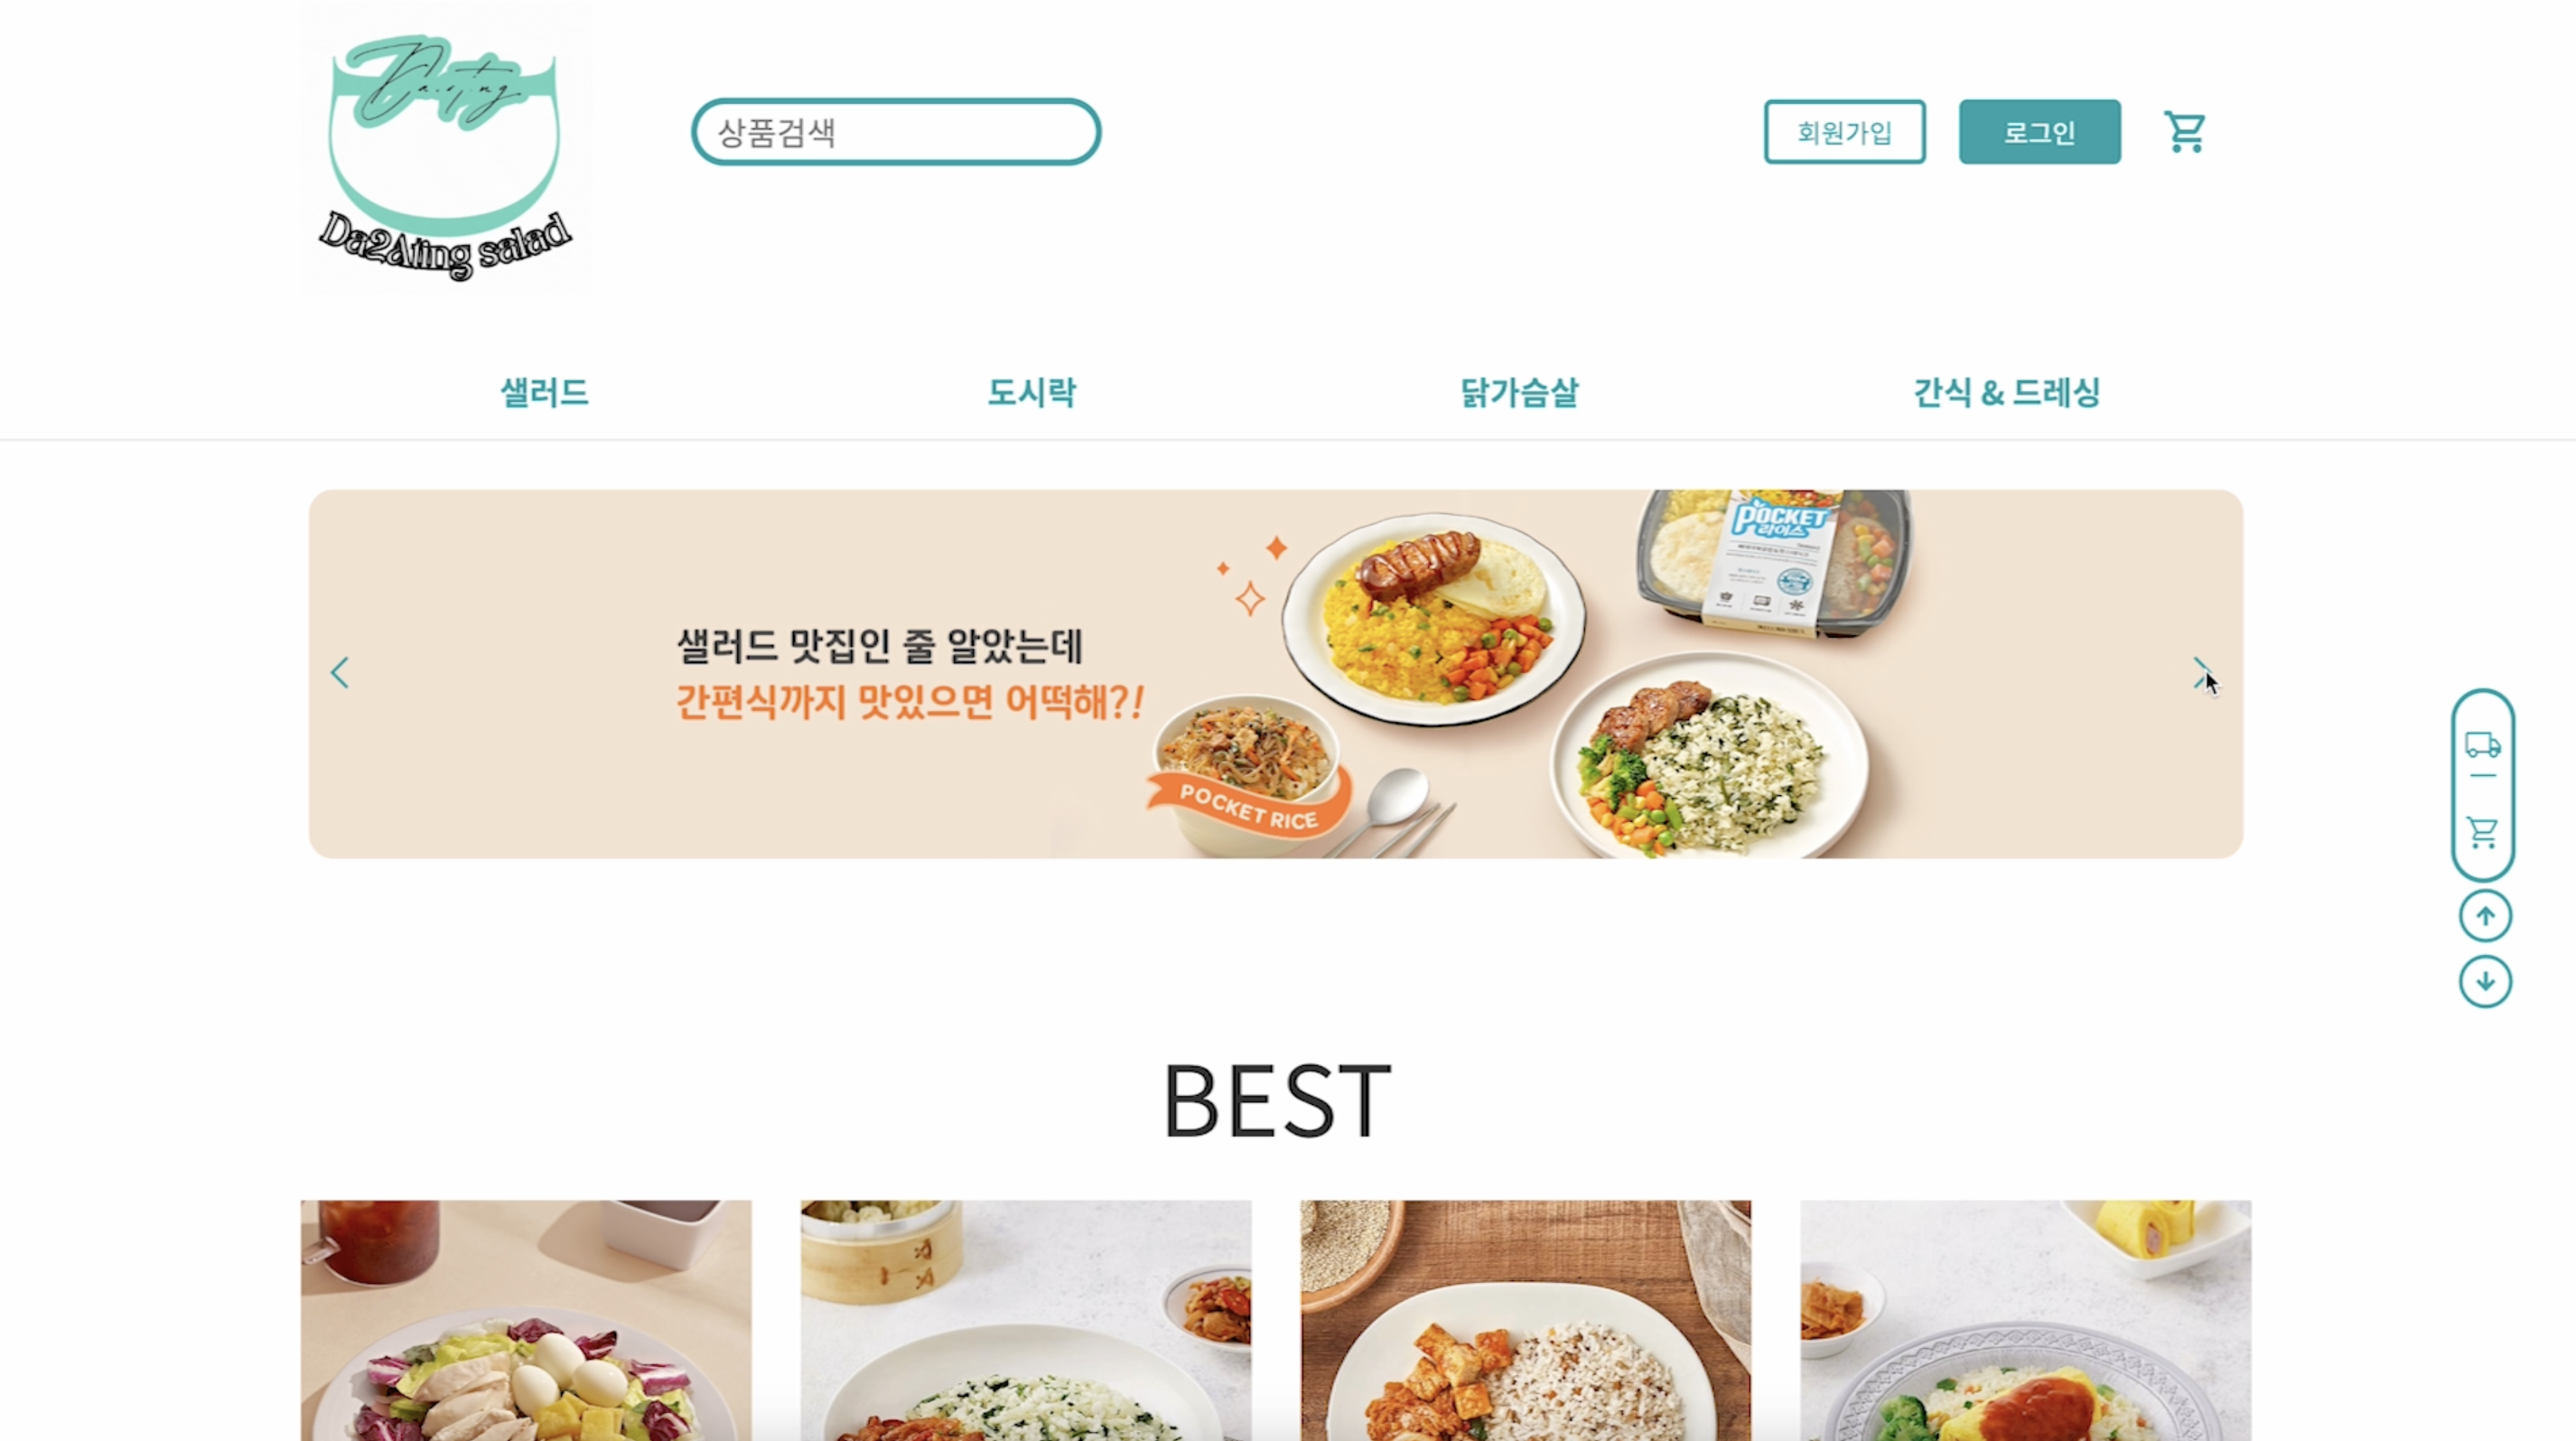 Da2Ating salad
상품검색
회원가입
로그인
샐러드
도시락
닭가슴살
간식 & 드레싱
샐러드 맛집인 줄 알았는데
간편식까지 맛있으면 어떡해?!
POCKET
라이스
POCKET RICE
BEST